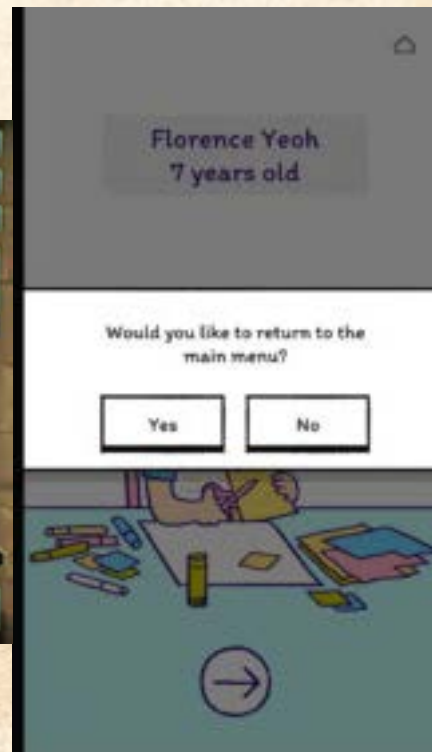 Florence Yeoh
7 years old
Would you like to return to the
main menu?
Yes
No